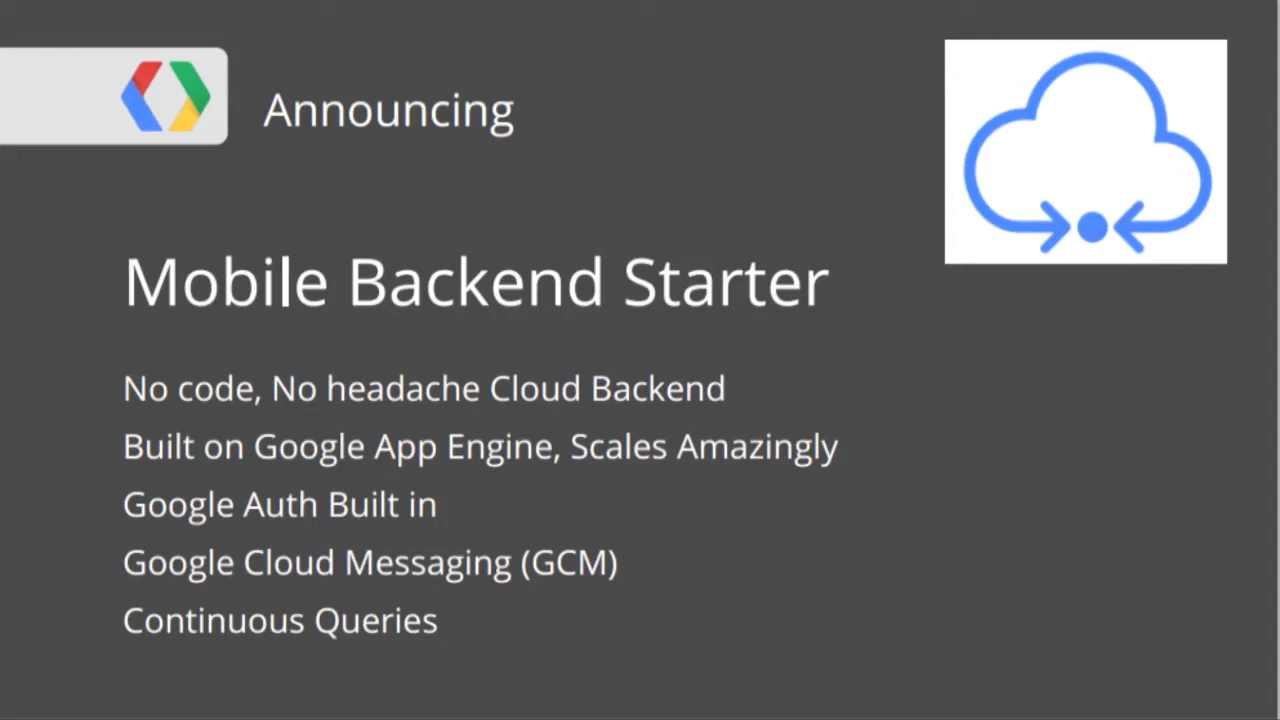 Announcing
Mobile Backend Starter
No code, No headache Cloud Backend
Built on Google App Engine, Scales Amazingly
Google Auth Built in
Google Cloud Messaging (GCM)
Continuous Queries